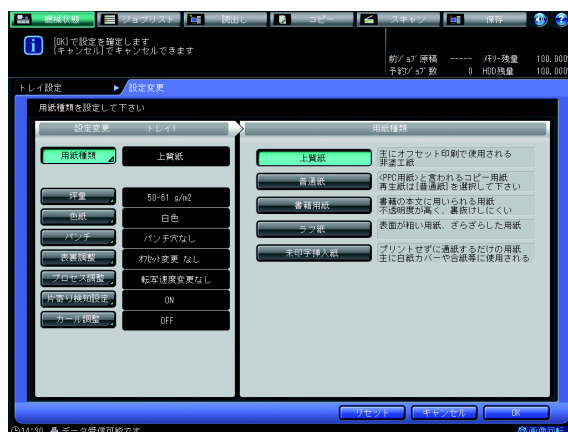 機械状態 ジョブリスト 読出し コピー スキャン 保存
[OK]で設定を確定します
[キャンセル]でキャンセルできます
前ジョブ原稿 ----- メモリー残量 100.000
予約ジョブ数 0 HDD残量 100.000
トレイ設定 設定変更
用紙種類を設定して下さい
設定変更 トレイ1
用紙種類 上質紙
坪量 50-61 g/m2
色紙 白色
パンチ パンチ穴なし
表裏調整 オフセット変更 なし
プロセス調整 転写速度変更なし
片寄り検知設定 ON
カール調整 OFF
用紙種類
上質紙 主にオフセット印刷で使用される
非塗工紙
普通紙 <PPC用紙>と言われるコピー用紙
再生紙は[普通紙]を選択して下さい
書籍用紙 書籍の本文に用いられる用紙
不透明度が高く、裏抜けしにくい
ラフ紙 表面が粗い用紙、ざらざらした用紙
未印字挿入紙 プリントせずに通紙するだけの用紙
主に白紙カバーや合紙等に使用される
リセット キャンセル OK
14:30 データ受信可能です 画像回転